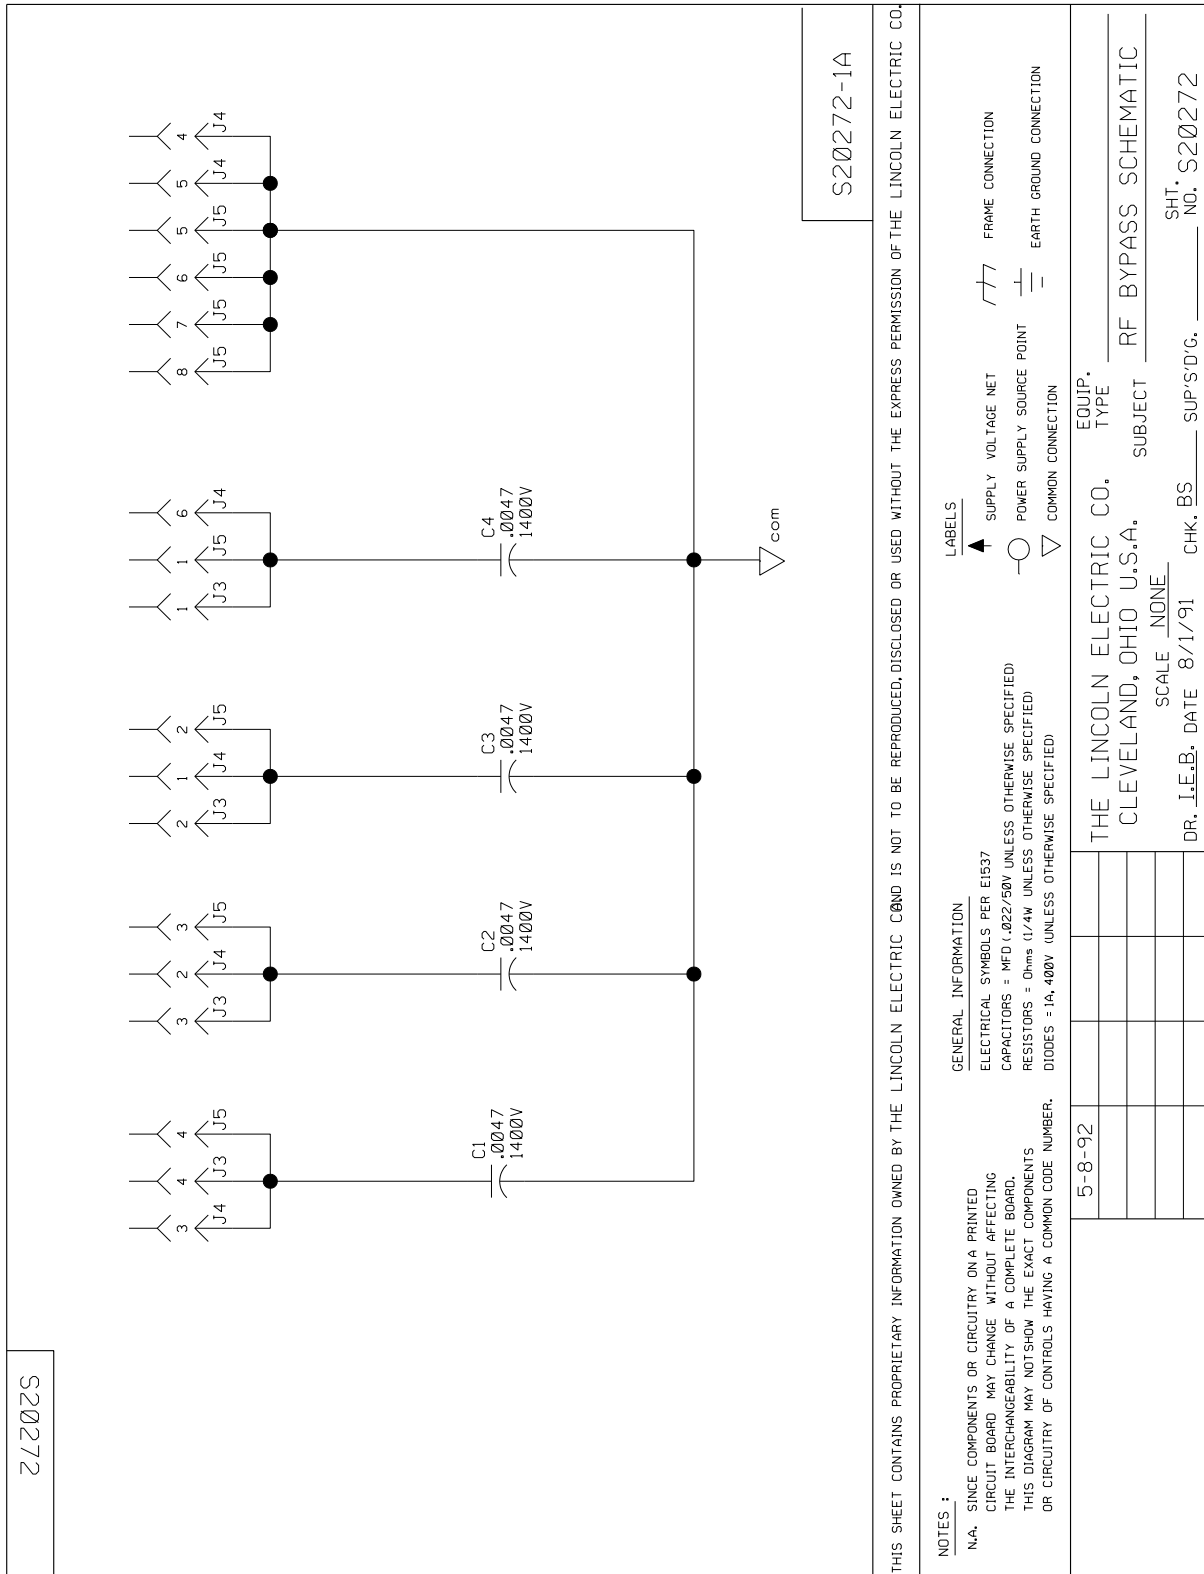 S20272
3
J4
4
J3
4
J5
C1
.0047
1400V
3
J3
2
J4
3
J5
C2
.0047
1400V
2
J3
1
J4
2
J5
C3
.0047
1400V
1
J3
1
J5
6
J4
C4
.0047
1400V
com
8
J5
7
J5
6
J5
5
J5
5
J4
4
J4
S20272-1A
THIS SHEET CONTAINS PROPRIETARY INFORMATION OWNED BY THE LINCOLN ELECTRIC CO. AND IS NOT TO BE REPRODUCED, DISCLOSED OR USED WITHOUT THE EXPRESS PERMISSION OF THE LINCOLN ELECTRIC CO.
NOTES :
N.A. SINCE COMPONENTS OR CIRCUITRY ON A PRINTED
CIRCUIT BOARD MAY CHANGE WITHOUT AFFECTING
THE INTERCHANGEABILITY OF A COMPLETE BOARD,
THIS DIAGRAM MAY NOT SHOW THE EXACT COMPONENTS
OR CIRCUITRY OF CONTROLS HAVING A COMMON CODE NUMBER.
GENERAL INFORMATION
ELECTRICAL SYMBOLS PER E1537
CAPACITORS = MFD (.022/50V UNLESS OTHERWISE SPECIFIED)
RESISTORS = Ohms (1/4W UNLESS OTHERWISE SPECIFIED)
DIODES = 1A, 400V (UNLESS OTHERWISE SPECIFIED)
LABELS
SUPPLY VOLTAGE NET
POWER SUPPLY SOURCE POINT
COMMON CONNECTION
FRAME CONNECTION
EARTH GROUND CONNECTION
5-8-92
THE LINCOLN ELECTRIC CO.
CLEVELAND, OHIO U.S.A.
SCALE NONE
DR. I.E.B. DATE 8/1/91 CHK. BS SUP'S'D'G.
EQUIP.
TYPE
SUBJECT RF BYPASS SCHEMATIC
SHT.
NO. S20272